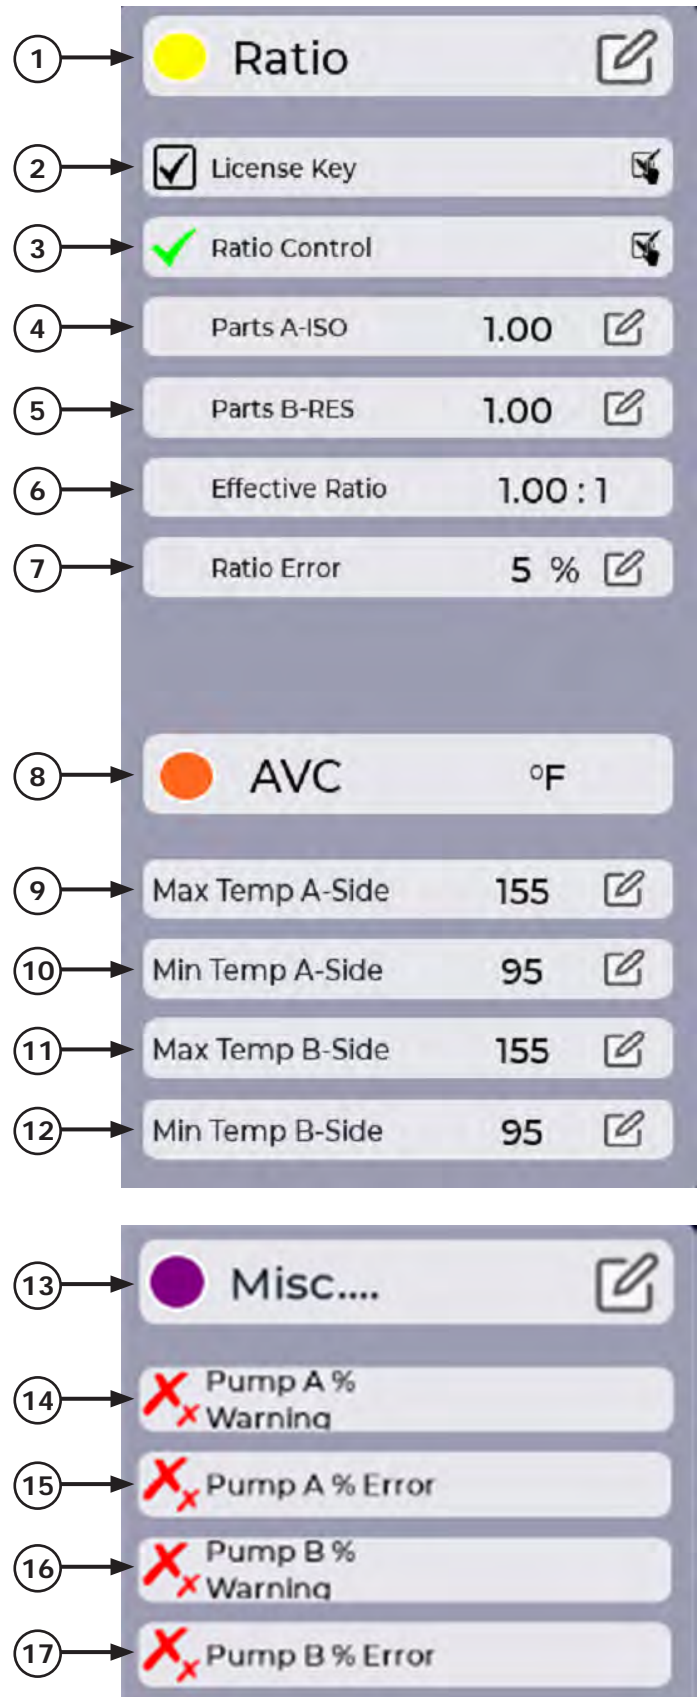 1 Ratio
2 License Key
3 Ratio Control
4 Parts A-ISO 1.00
5 Parts B-RES 1.00
6 Effective Ratio 1.00 : 1
7 Ratio Error 5 %
8 AVC °F
9 Max Temp A-Side 155
10 Min Temp A-Side 95
11 Max Temp B-Side 155
12 Min Temp B-Side 95
13 Misc....
14 Pump A %
Warning
15 Pump A % Error
16 Pump B %
Warning
17 Pump B % Error